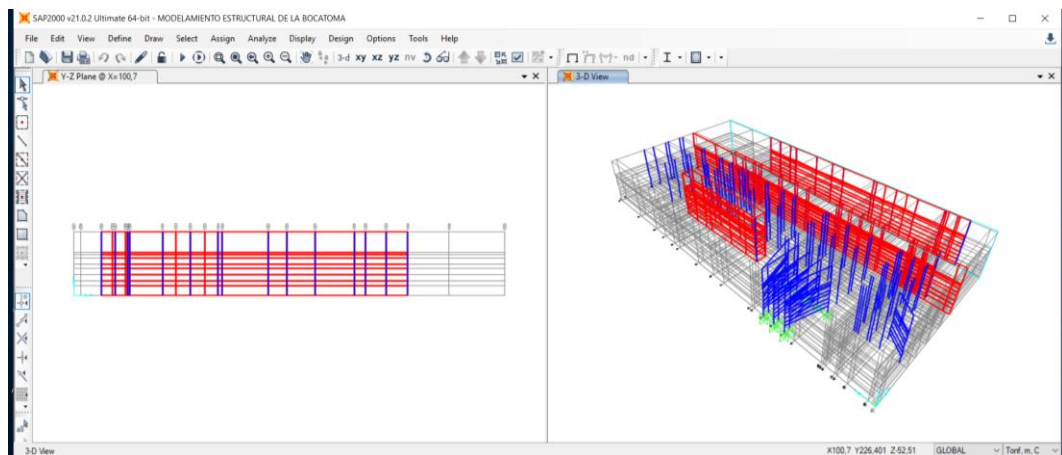 SAP2000 v21.0.2 Ultimate 64-bit - MODELAMIENTO ESTRUCTURAL DE LA BOCATOMA
File Edit View Define Draw Select Assign Analyze Display Design Options Tools Help
3-d xy xz yz nv nd
Y-Z Plane @ X=100,7
3-D View
3-D View X100.7 Y226.401 Z-52.51 GLOBAL Tonf, m, C